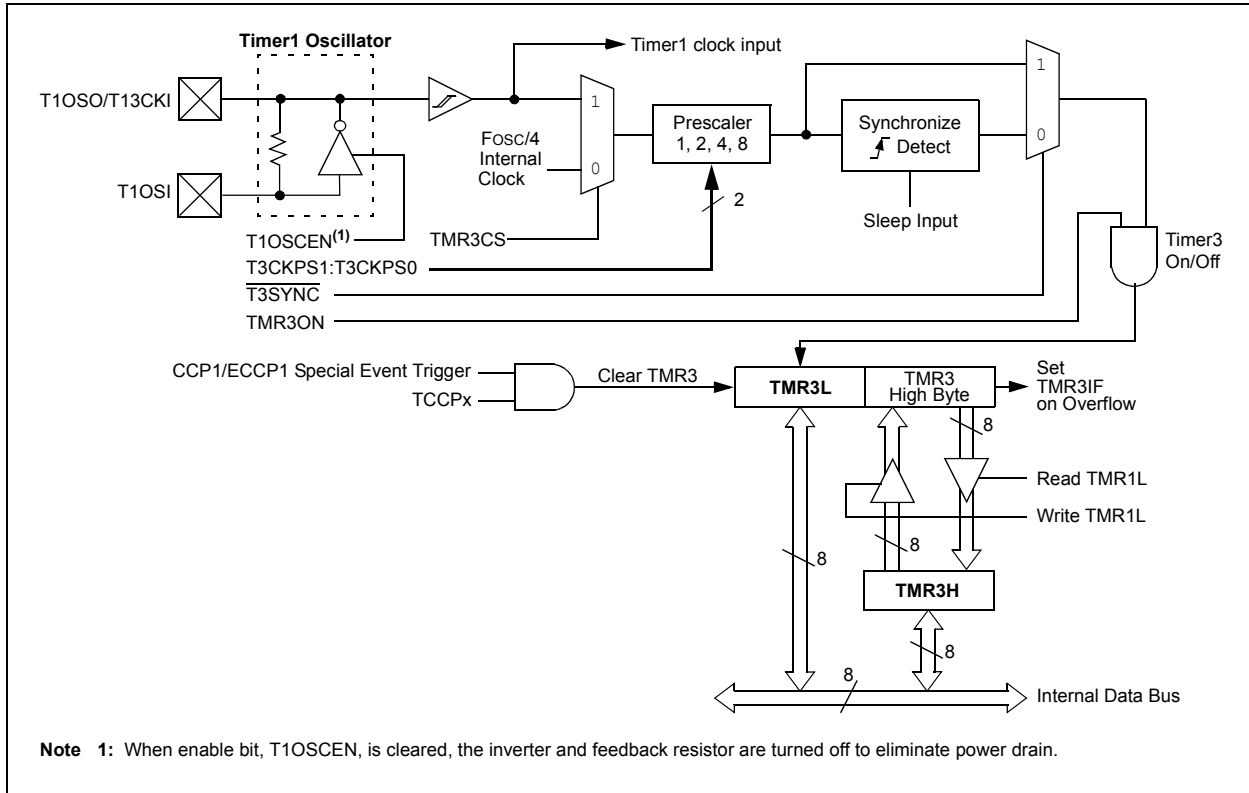 Timer1 Oscillator
Timer1 clock input
T1OSO/T13CKI
T1OSI
1
0
FOSC/4
Internal
Clock
Prescaler
1, 2, 4, 8
Synchronize
Detect
1
0
2
Sleep Input
T1OSCEN(1)
TMR3CS
T3CKPS1:T3CKPS0
T3SYNC
TMR3ON
Timer3
On/Off
CCP1/ECCP1 Special Event Trigger
TCCPx
Clear TMR3
TMR3L
TMR3
High Byte
Set
TMR3IF
on Overflow
8
Read TMR1L
Write TMR1L
8
8
TMR3H
8
8
Internal Data Bus
Note 1: When enable bit, T1OSCEN, is cleared, the inverter and feedback resistor are turned off to eliminate power drain.